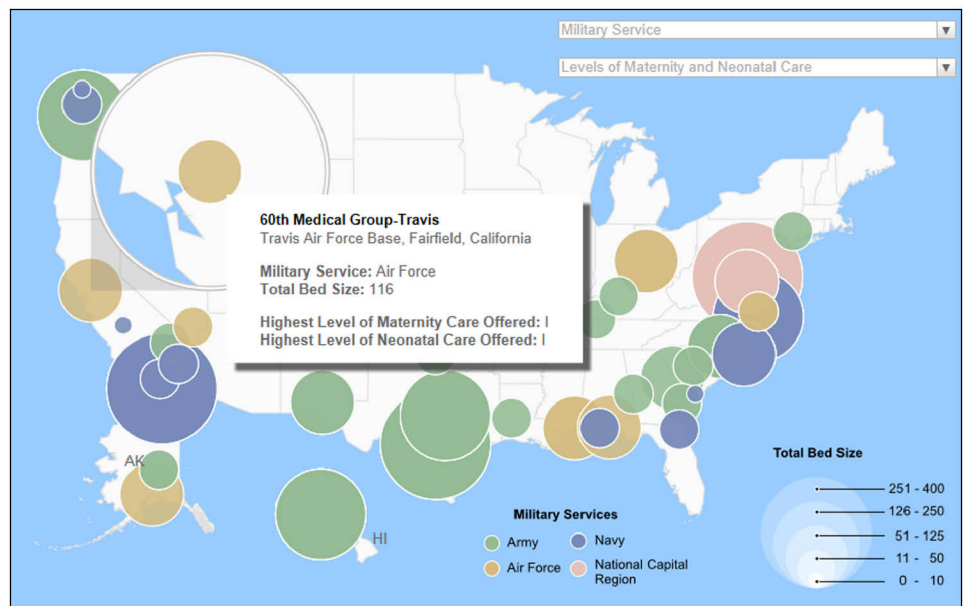 Military Service
Levels of Maternity and Neonatal Care
60th Medical Group-Travis
Travis Air Force Base, Fairfield, California
Military Service: Air Force
Total Bed Size: 116
Highest Level of Maternity Care Offered: I
Highest Level of Neonatal Care Offered: I
AK
HI
Military Services
Army
Navy
Air Force
National Capital
Region
Total Bed Size
251 - 400
126 - 250
51 - 125
11 - 50
0 - 10